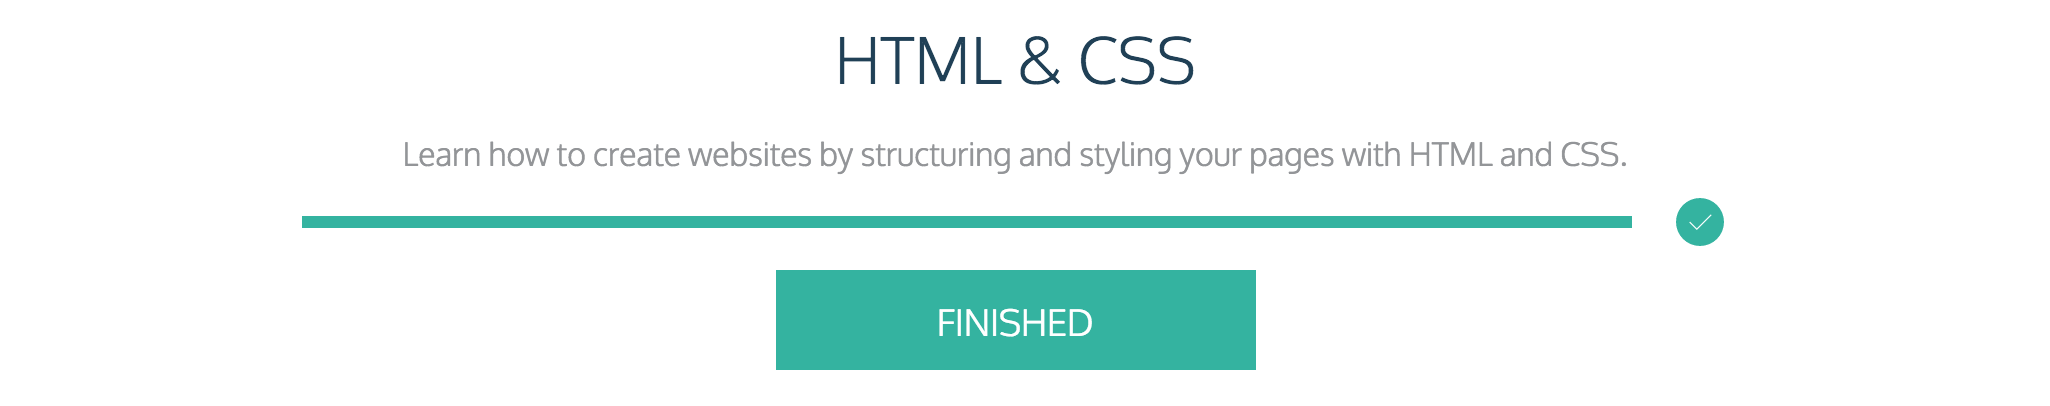 HTML & CSS
Learn how to create websites by structuring and styling your pages with HTML and CSS.
FINISHED